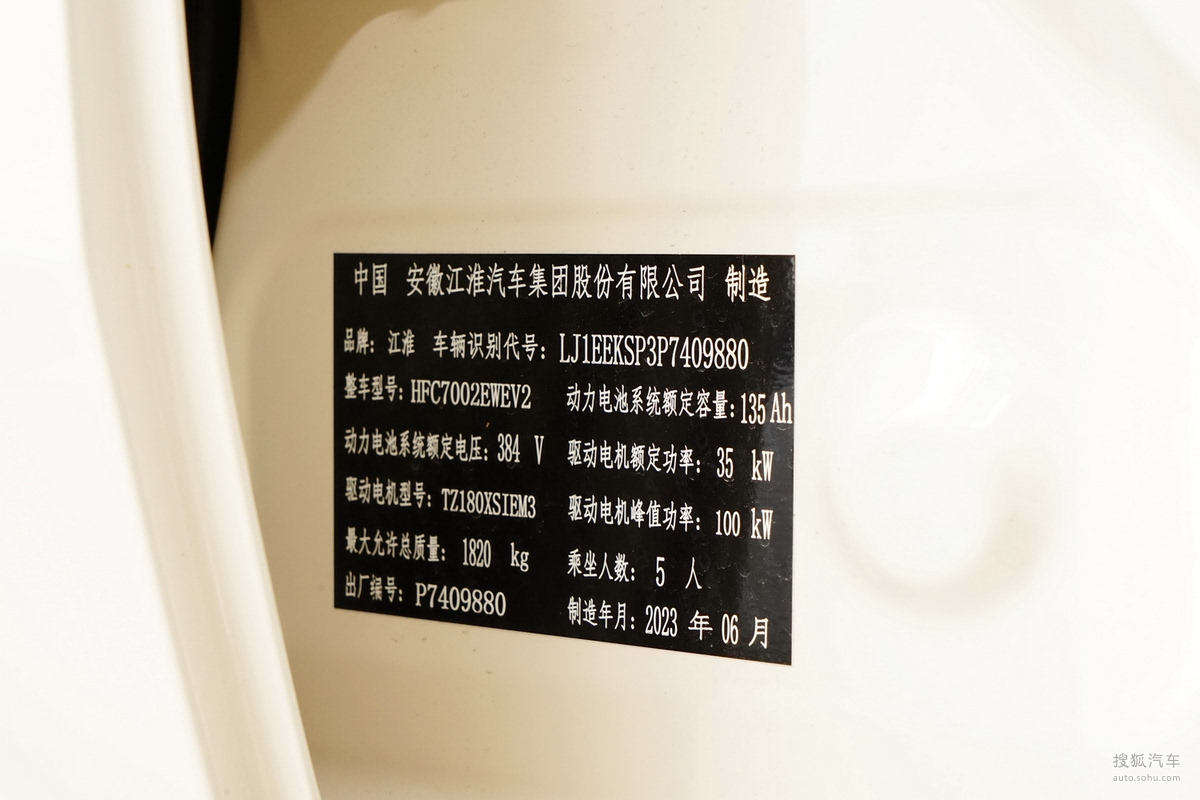 中国 安徽江淮汽车集团股份有限公司 制造
品牌：江淮 车辆识别代号：LJ1EEKSP3P7409880
整车型号：HFC7002EWEV2 动力电池系统额定容量：135 Ah
动力电池系统额定电压：384 V 驱动电机额定功率：35 kW
驱动电机型号：TZ180XSIEM3 驱动电机峰值功率：100 kW
最大允许总质量：1820 kg 乘坐人数：5 人
出厂编号：P7409880 制造年月：2023 年 06 月
搜狐汽车
auto.sohu.com